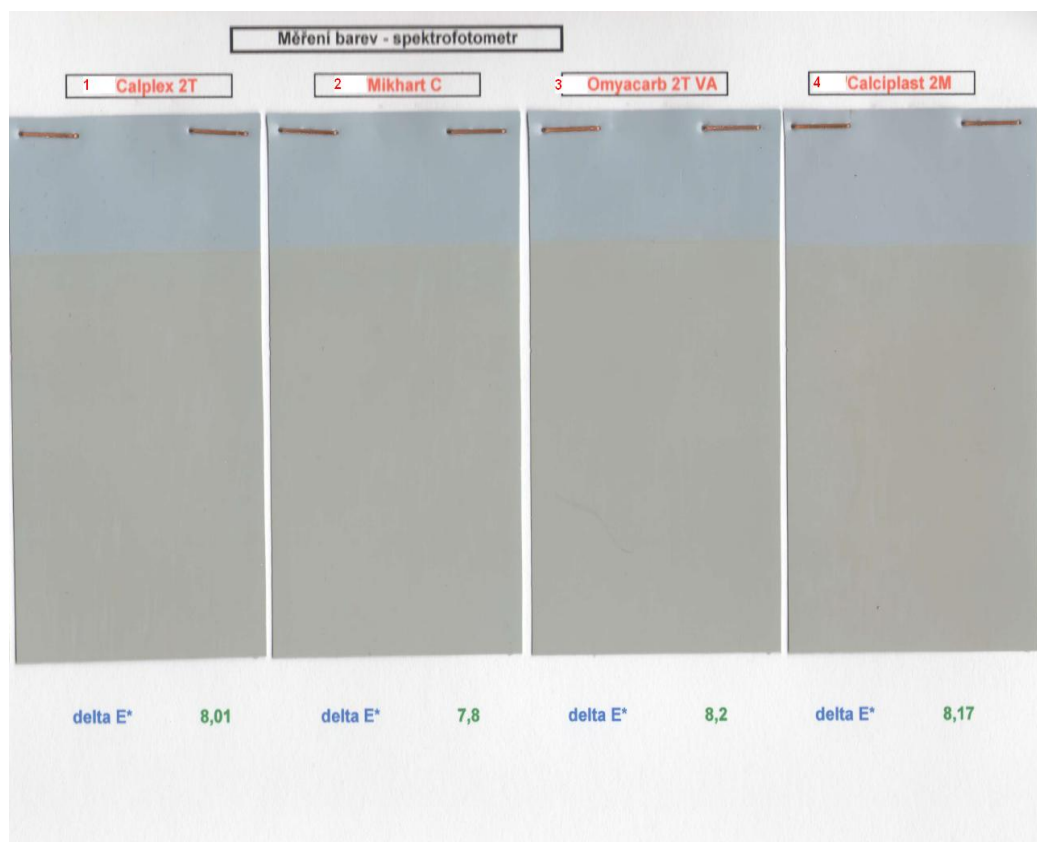 Měření barev - spektrofotometr
1 Calplex 2T
2 Mikhart C
3 Omyacarb 2T VA
4 Calciplast 2M
delta E* 8,01
delta E* 7,8
delta E* 8,2
delta E* 8,17